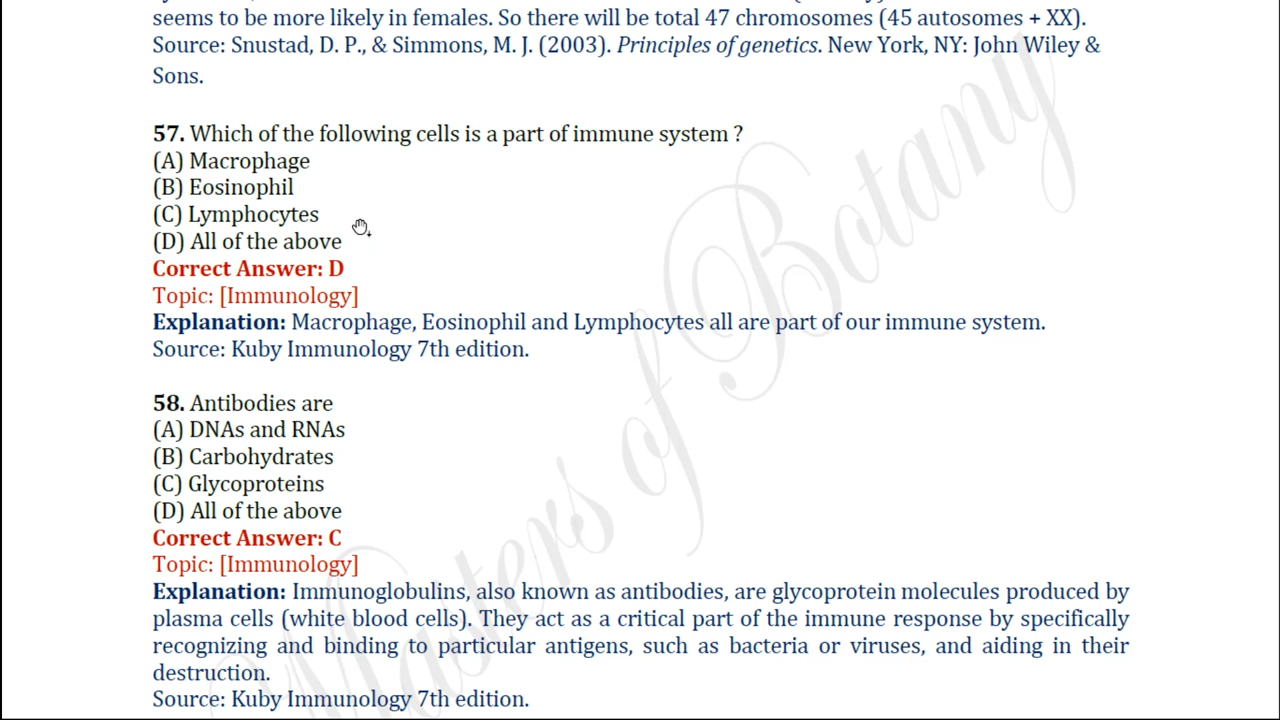 seems to be more likely in females. So there will be total 47 chromosomes (45 autosomes + XX).
Source: Snustad, D. P., & Simmons, M. J. (2003). Principles of genetics. New York, NY: John Wiley &
Sons.
57. Which of the following cells is a part of immune system ?
(A) Macrophage
(B) Eosinophil
(C) Lymphocytes
(D) All of the above
Correct Answer: D
Topic: [Immunology]
Explanation: Macrophage, Eosinophil and Lymphocytes all are part of our immune system.
Source: Kuby Immunology 7th edition.
58. Antibodies are
(A) DNAs and RNAs
(B) Carbohydrates
(C) Glycoproteins
(D) All of the above
Correct Answer: C
Topic: [Immunology]
Explanation: Immunoglobulins, also known as antibodies, are glycoprotein molecules produced by
plasma cells (white blood cells). They act as a critical part of the immune response by specifically
recognizing and binding to particular antigens, such as bacteria or viruses, and aiding in their
destruction.
Source: Kuby Immunology 7th edition.
Masters of Botany